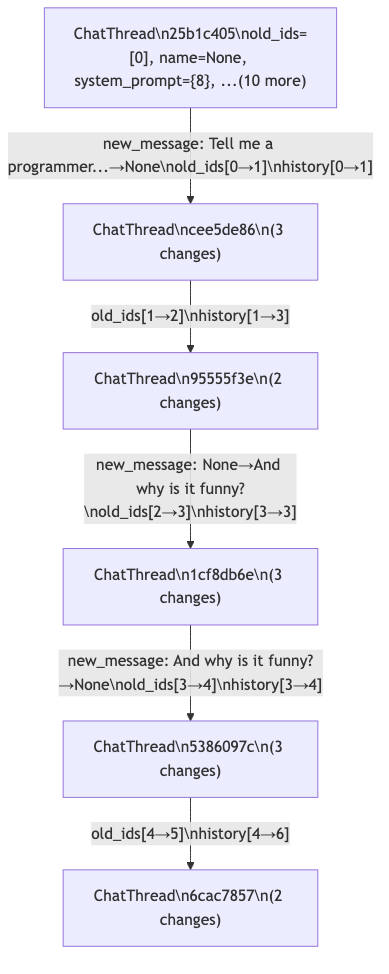 ChatThread\n25b1c405\nold_ids=
[0], name=None,
system_prompt={8}, ...(10 more)
new_message: Tell me a
programmer...→None\nold_ids[0→1]\nhistory[0→1]
ChatThread\ncee5de86\n(3
changes)
old_ids[1→2]\nhistory[1→3]
ChatThread\n95555f3e\n(2
changes)
new_message: None→And
why is it funny?
\nold_ids[2→3]\nhistory[3→3]
ChatThread\n1cf8db6e\n(3
changes)
new_message: And why is it funny?
→None\nold_ids[3→4]\nhistory[3→4]
ChatThread\n5386097c\n(3
changes)
old_ids[4→5]\nhistory[4→6]
ChatThread\n6cac7857\n(2
changes)